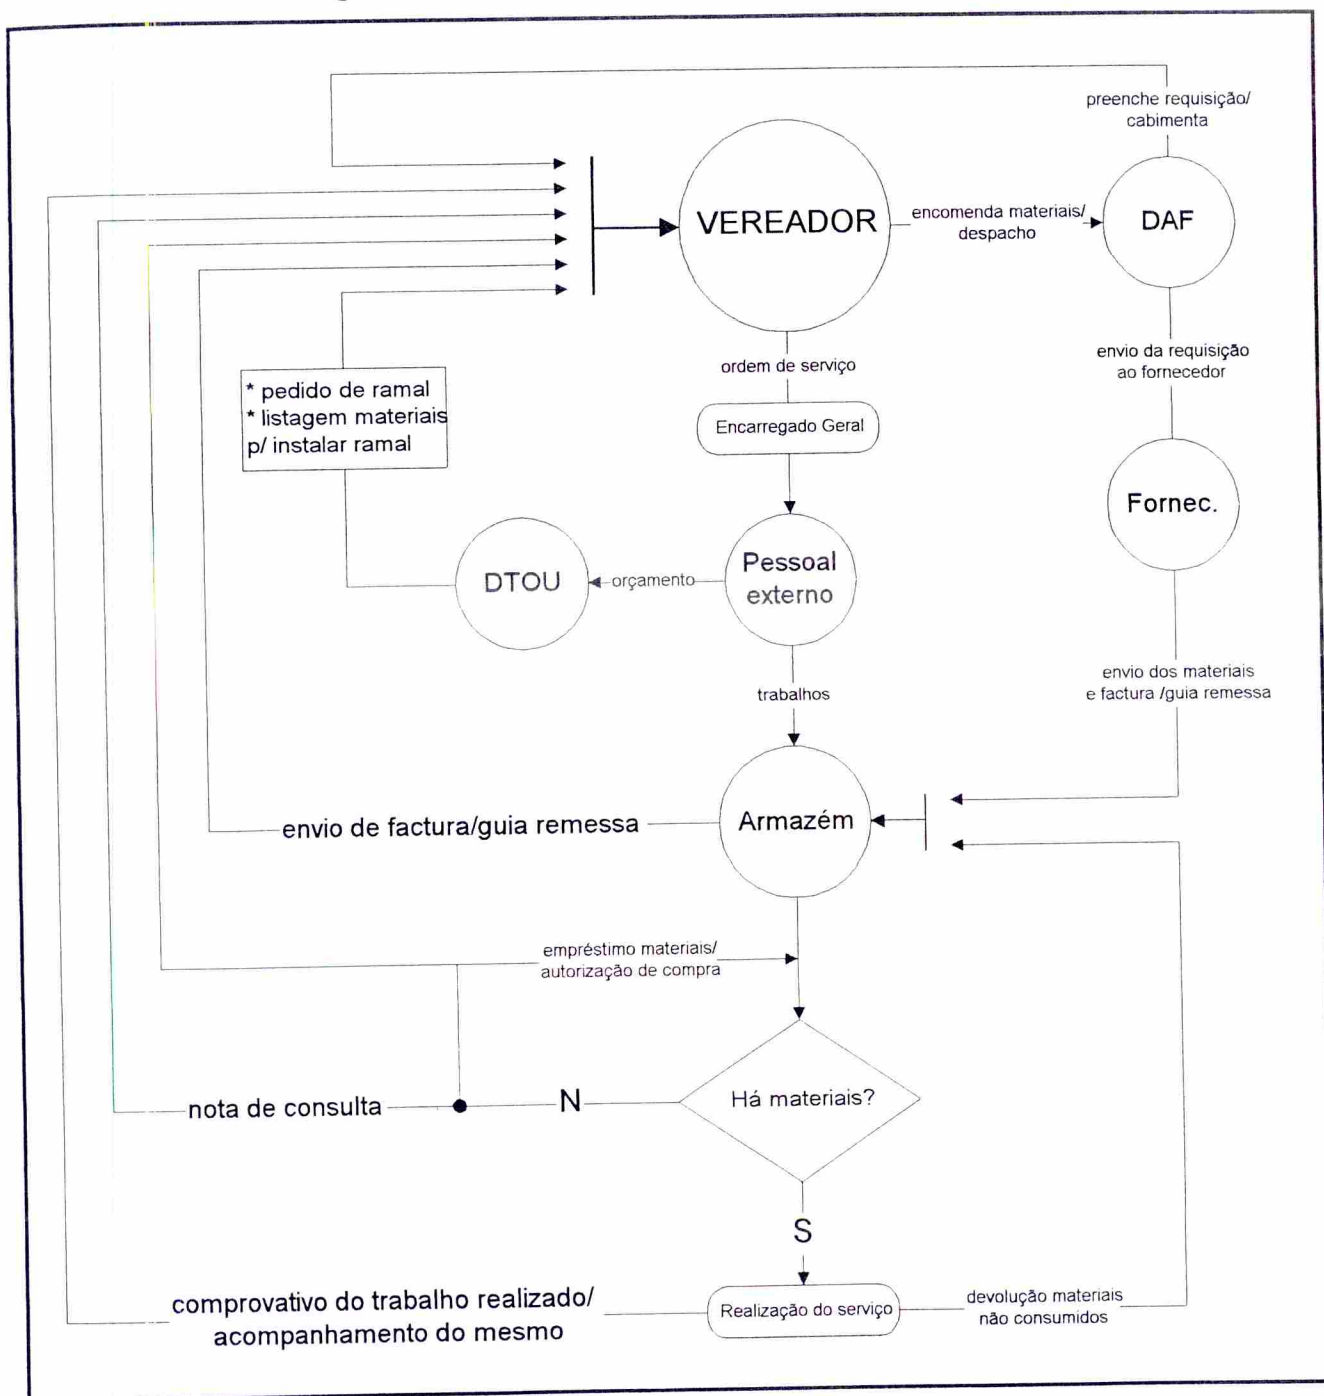 preenche requisição/
cabimenta
VEREADOR
encomenda materiais/
despacho
DAF
ordem de serviço
envio da requisição
ao fornecedor
* pedido de ramal
* listagem materiais
p/ instalar ramal
Encarregado Geral
Fornec.
DTOU
orçamento
Pessoal
externo
envio dos materiais
e factura /guia remessa
trabalhos
envio de factura/guia remessa
Armazém
empréstimo materiais/
autorização de compra
nota de consulta
N
Há materiais?
S
comprovativo do trabalho realizado/
acompanhamento do mesmo
Realização do serviço
devolução materiais
não consumidos